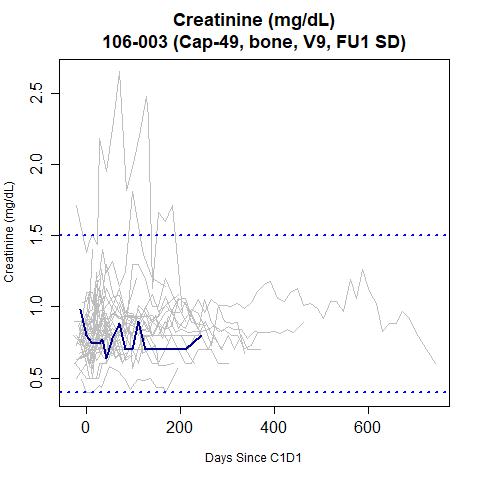 Creatinine (mg/dL)
106-003 (Cap-49, bone, V9, FU1 SD)
Creatinine (mg/dL)
2.5
2.0
1.5
1.0
0.5
0 200 400 600
Days Since C1D1